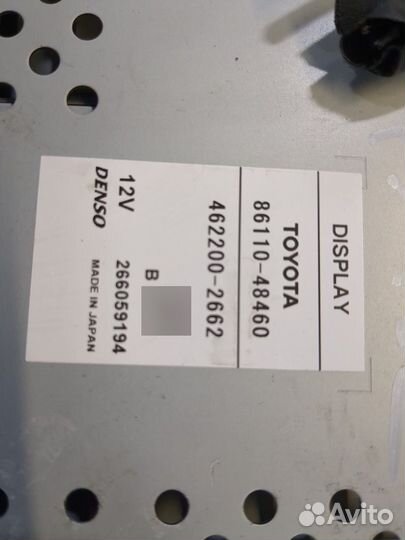 DISPLAY
TOYOTA
86110-48460
462200-2662
B
12V 266059194
DENSO MADE IN JAPAN
Avito